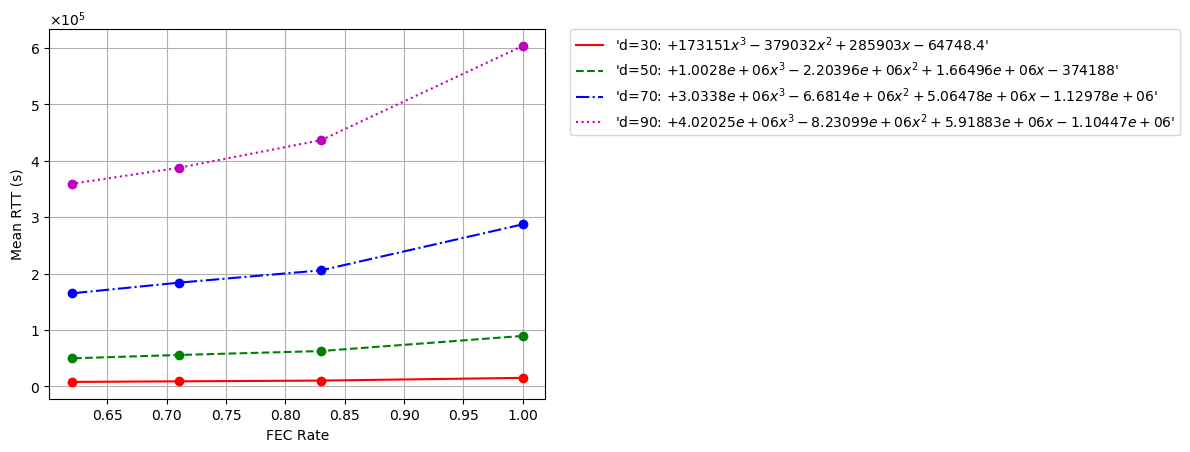 ×10⁵
6
5
4
3
2
1
0
Mean RTT (s)
0.65 0.70 0.75 0.80 0.85 0.90 0.95 1.00
FEC Rate
'd=30: +173151x³ − 379032x² + 285903x − 64748.4'
'd=50: +1.0028e + 06x³ − 2.20396e + 06x² + 1.66496e + 06x − 374188'
'd=70: +3.0338e + 06x³ − 6.6814e + 06x² + 5.06478e + 06x − 1.12978e + 06'
'd=90: +4.02025e + 06x³ − 8.23099e + 06x² + 5.91883e + 06x − 1.10447e + 06'